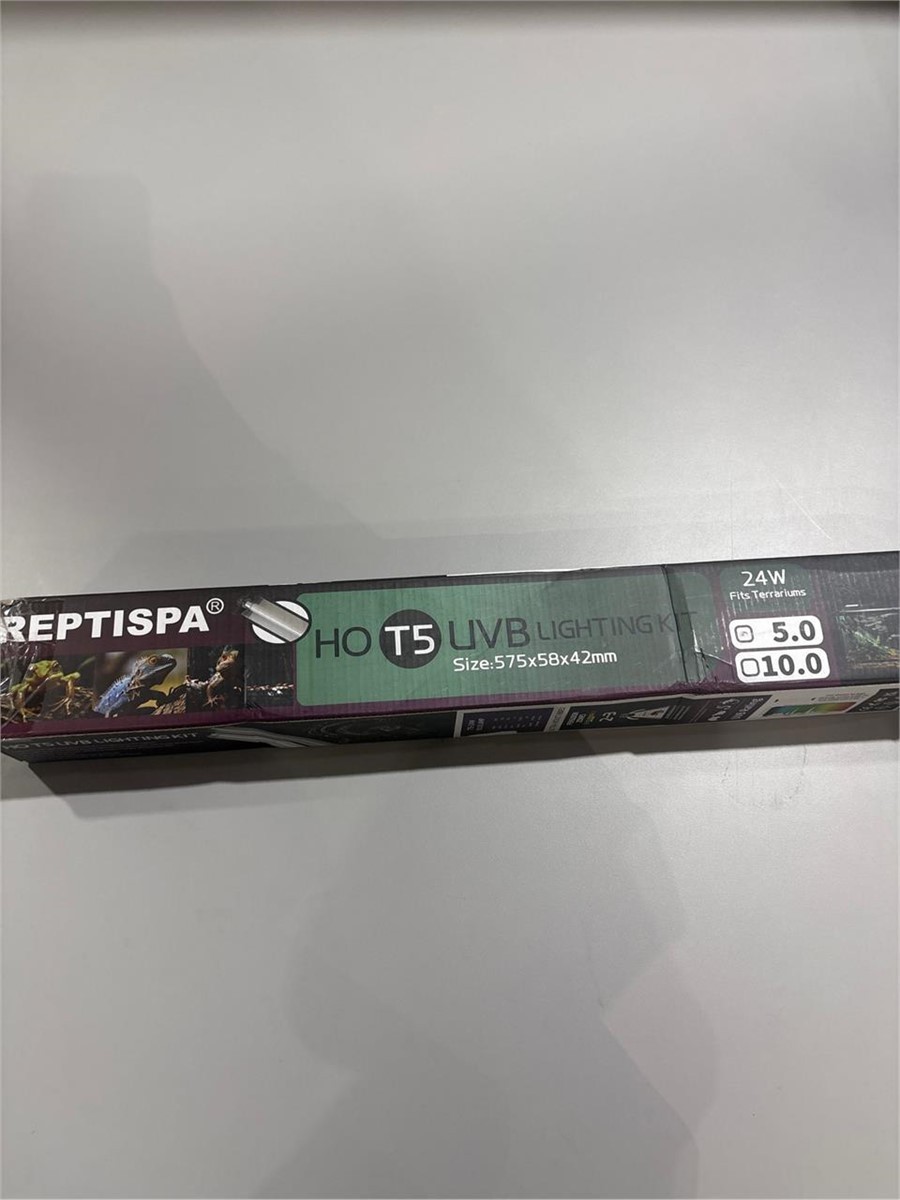 REPTISPA®
HO T5 UVB LIGHTING KIT
Size:575x58x42mm
24W
Fits Terrariums
5.0
10.0
HO T5 UVB LIGHTING KIT